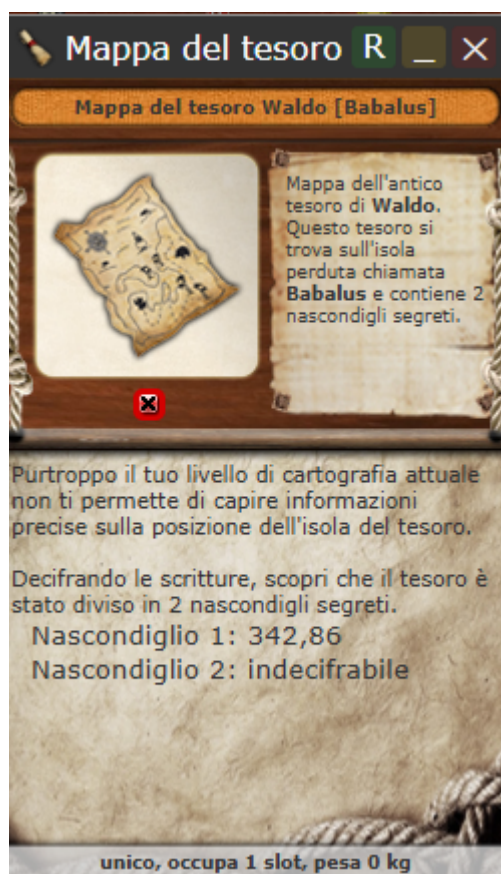 Mappa del tesoro R _ ×
Mappa del tesoro Waldo [Babalus]
Mappa dell'antico
tesoro di Waldo.
Questo tesoro si
trova sull'isola
perduta chiamata
Babalus e contiene 2
nascondigli segreti.
Purtroppo il tuo livello di cartografia attuale
non ti permette di capire informazioni
precise sulla posizione dell'isola del tesoro.
Decifrando le scritture, scopri che il tesoro è
stato diviso in 2 nascondigli segreti.
Nascondiglio 1: 342,86
Nascondiglio 2: indecifrabile
unico, occupa 1 slot, pesa 0 kg